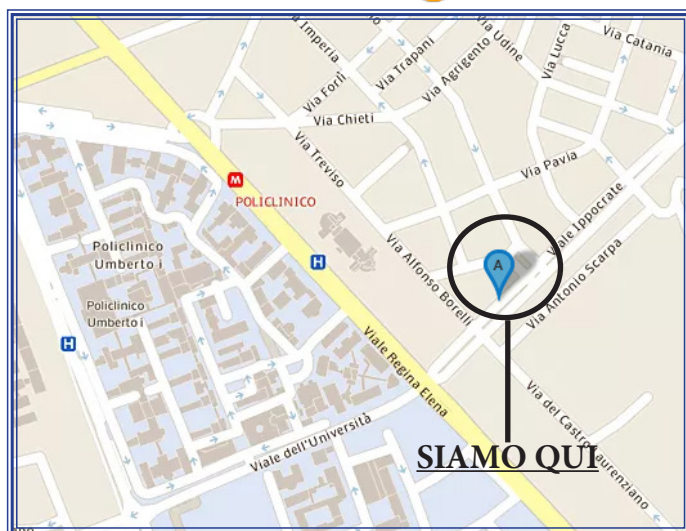 Via Imperia
Via Trapani
Via Udine
Via Lucca
Via Catania
Via Forlì
Via Agrigento
Via Chieti
Via Treviso
Via Pavia
M
POLICLINICO
Viale Ippocrate
Policlinico
Umberto i
H
A
Via Antonio Scarpa
Via Alfonso Borelli
Policlinico
Umberto i
H
Viale Regina Elena
Via del Castro Laurenziano
Viale dell'Università
SIAMO QUI